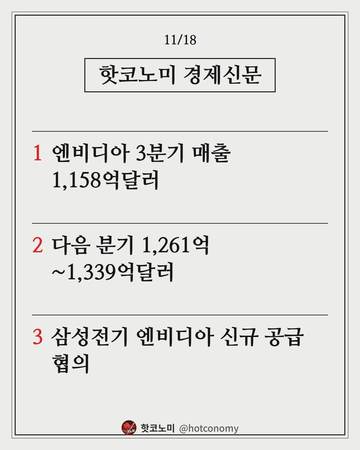 11/18
핫코노미 경제신문
1 엔비디아 3분기 매출
1,158억달러
2 다음 분기 1,261억
~1,339억달러
3 삼성전기 엔비디아 신규 공급
협의
핫코노미 @hotconomy